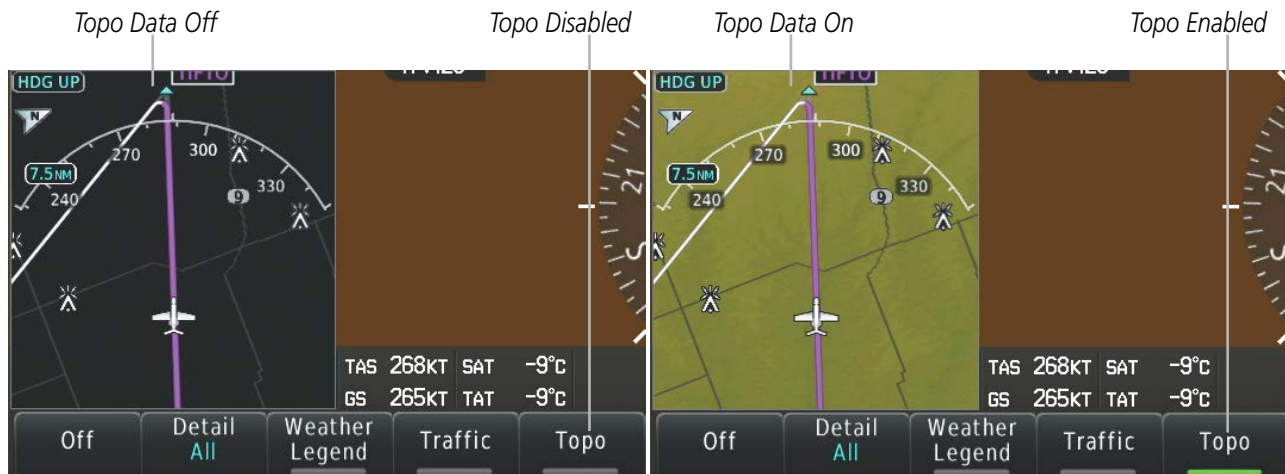 Topo Data Off
Topo Disabled
Topo Data On
Topo Enabled
HDG UP
N
270
300
330
240
7.5NM
9
21
S
TAS 268KT SAT -9°C
GS 265KT TAT -9°C
Off
Detail
All
Weather
Legend
Traffic
Topo
HDG UP
N
270
300
330
240
7.5NM
9
21
S
TAS 268KT SAT -9°C
GS 265KT TAT -9°C
Off
Detail
All
Weather
Legend
Traffic
Topo